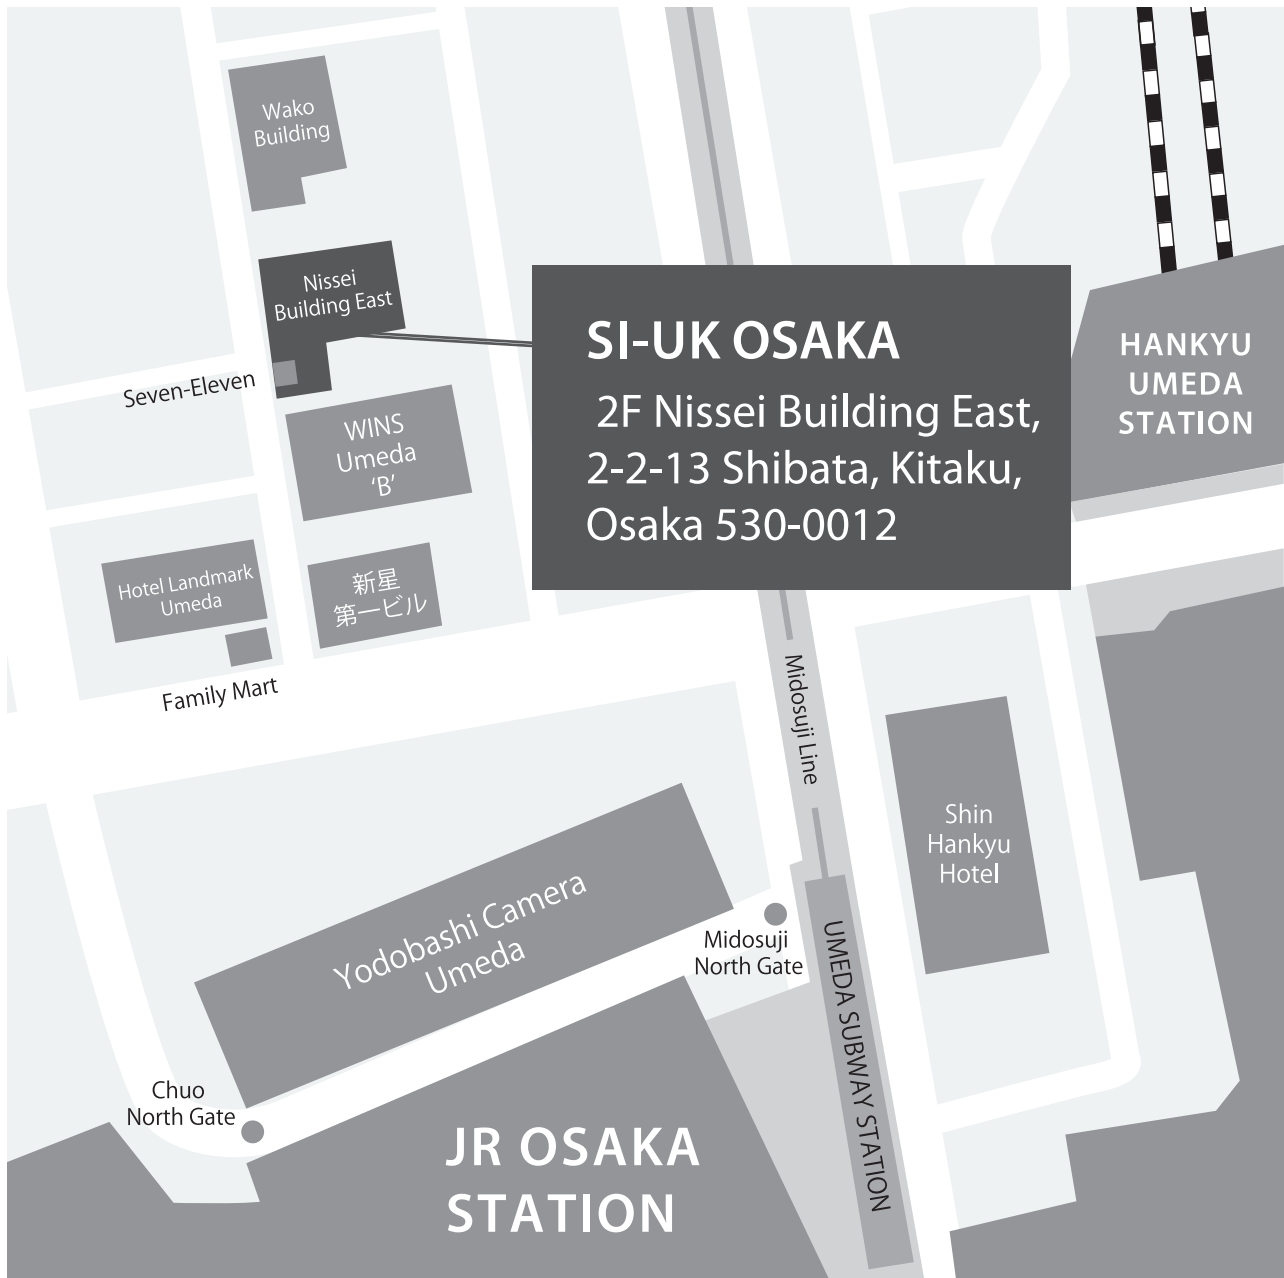 Wako
Building
Nissei
Building East
SI-UK OSAKA
2F Nissei Building East,
2-2-13 Shibata, Kitaku,
Osaka 530-0012
HANKYU
UMEDA
STATION
Seven-Eleven
WINS
Umeda
‘B’
Hotel Landmark
Umeda
新星
第一ビル
Family Mart
Midosuji Line
Shin
Hankyu
Hotel
Yodobashi Camera
Umeda
Midosuji
North Gate
UMEDA SUBWAY STATION
Chuo
North Gate
JR OSAKA
STATION